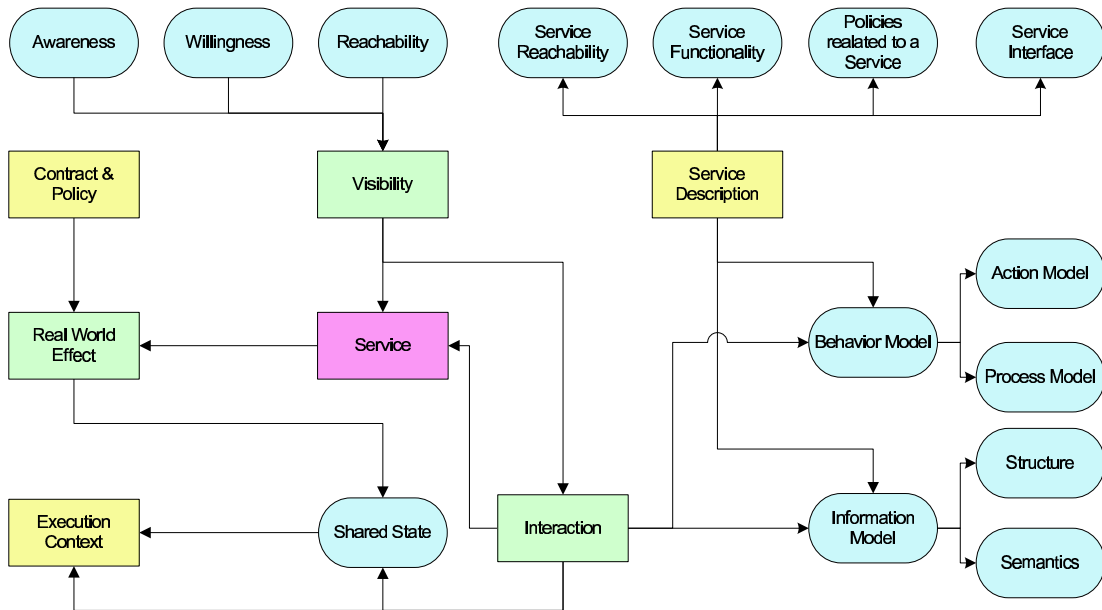 Awareness
Willingness
Reachability
Service
Reachability
Service
Functionality
Policies
realated to a
Service
Service
Interface
Contract &
Policy
Visibility
Service
Description
Action Model
Real World
Effect
Service
Behavior Model
Process Model
Structure
Execution
Context
Shared State
Interaction
Information
Model
Semantics